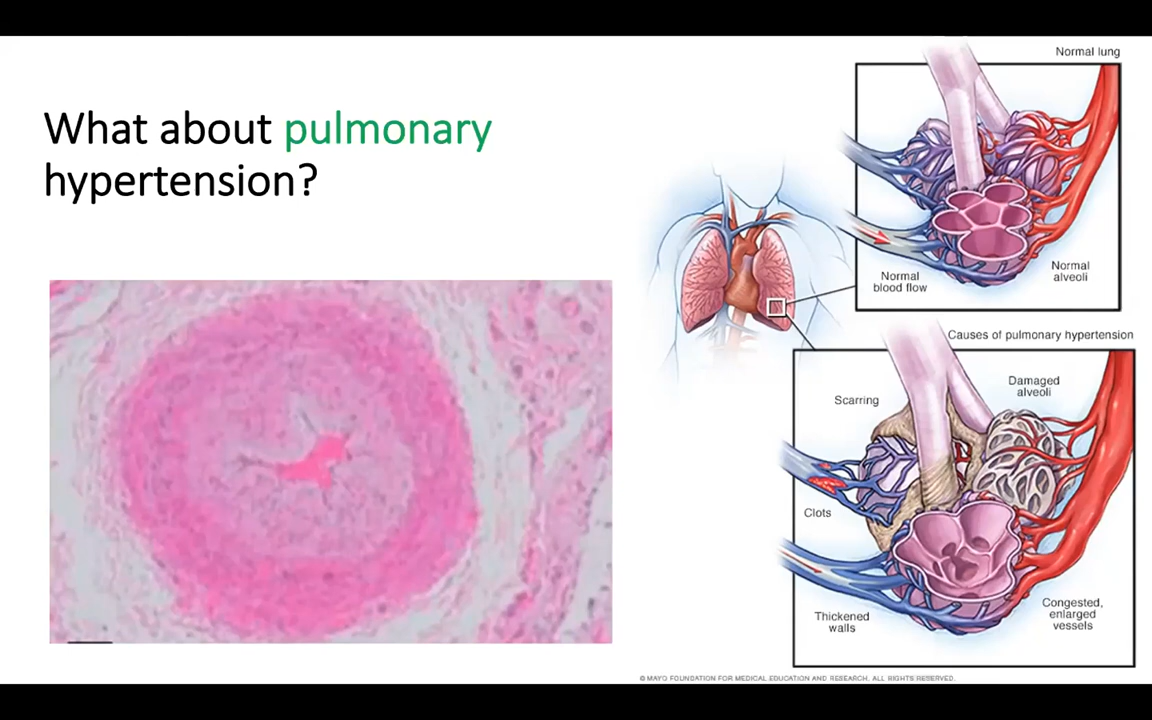 What about pulmonary
hypertension?
Normal lung
Normal
blood flow
Normal
alveoli
Causes of pulmonary hypertension
Scarring
Damaged
alveoli
Clots
Thickened
walls
Congested,
enlarged
vessels
© MAYO FOUNDATION FOR MEDICAL EDUCATION AND RESEARCH. ALL RIGHTS RESERVED.